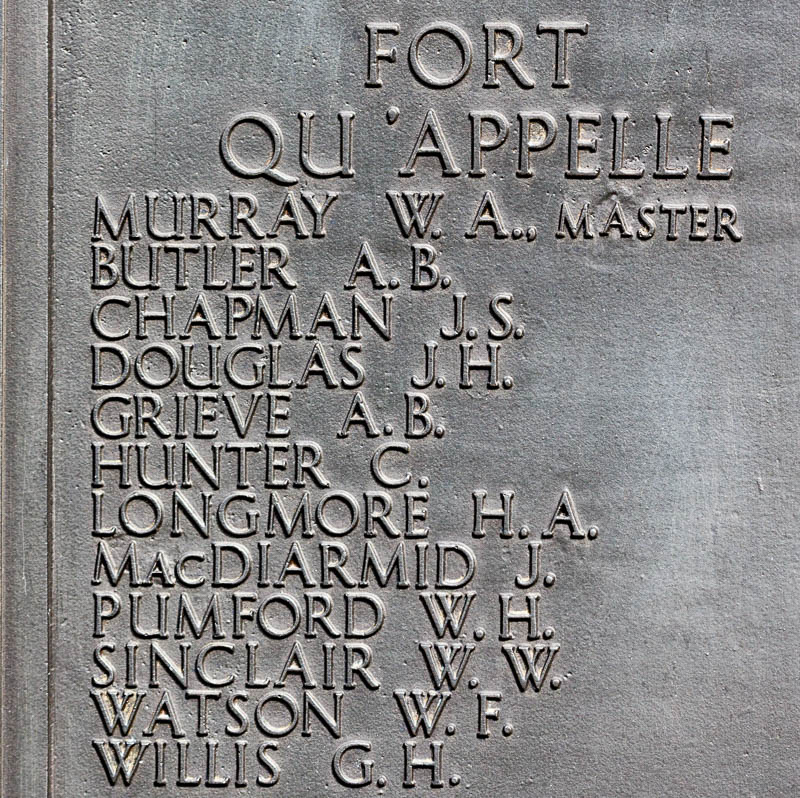 FORT
QU'APPELLE
MURRAY W. A., MASTER
BUTLER A. B.
CHAPMAN J. S.
DOUGLAS J. H.
GRIEVE A. B.
HUNTER C.
LONGMORE H. A.
MacDIARMID J.
PUMFORD W. H.
SINCLAIR W. W.
WATSON W. F.
WILLIS G. H.